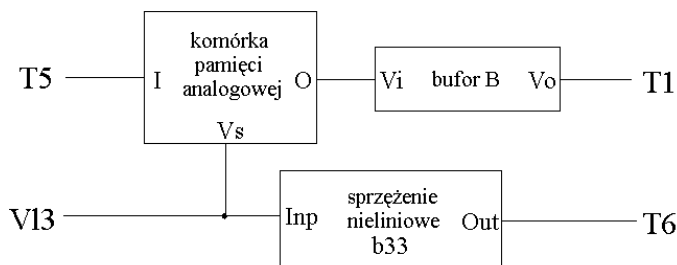 komórka
pamięci
analogowej
T5
I
O
Vs
Vi
bufor B
Vo
T1
Vl3
Inp
sprzężenie
nieliniowe
b33
Out
T6